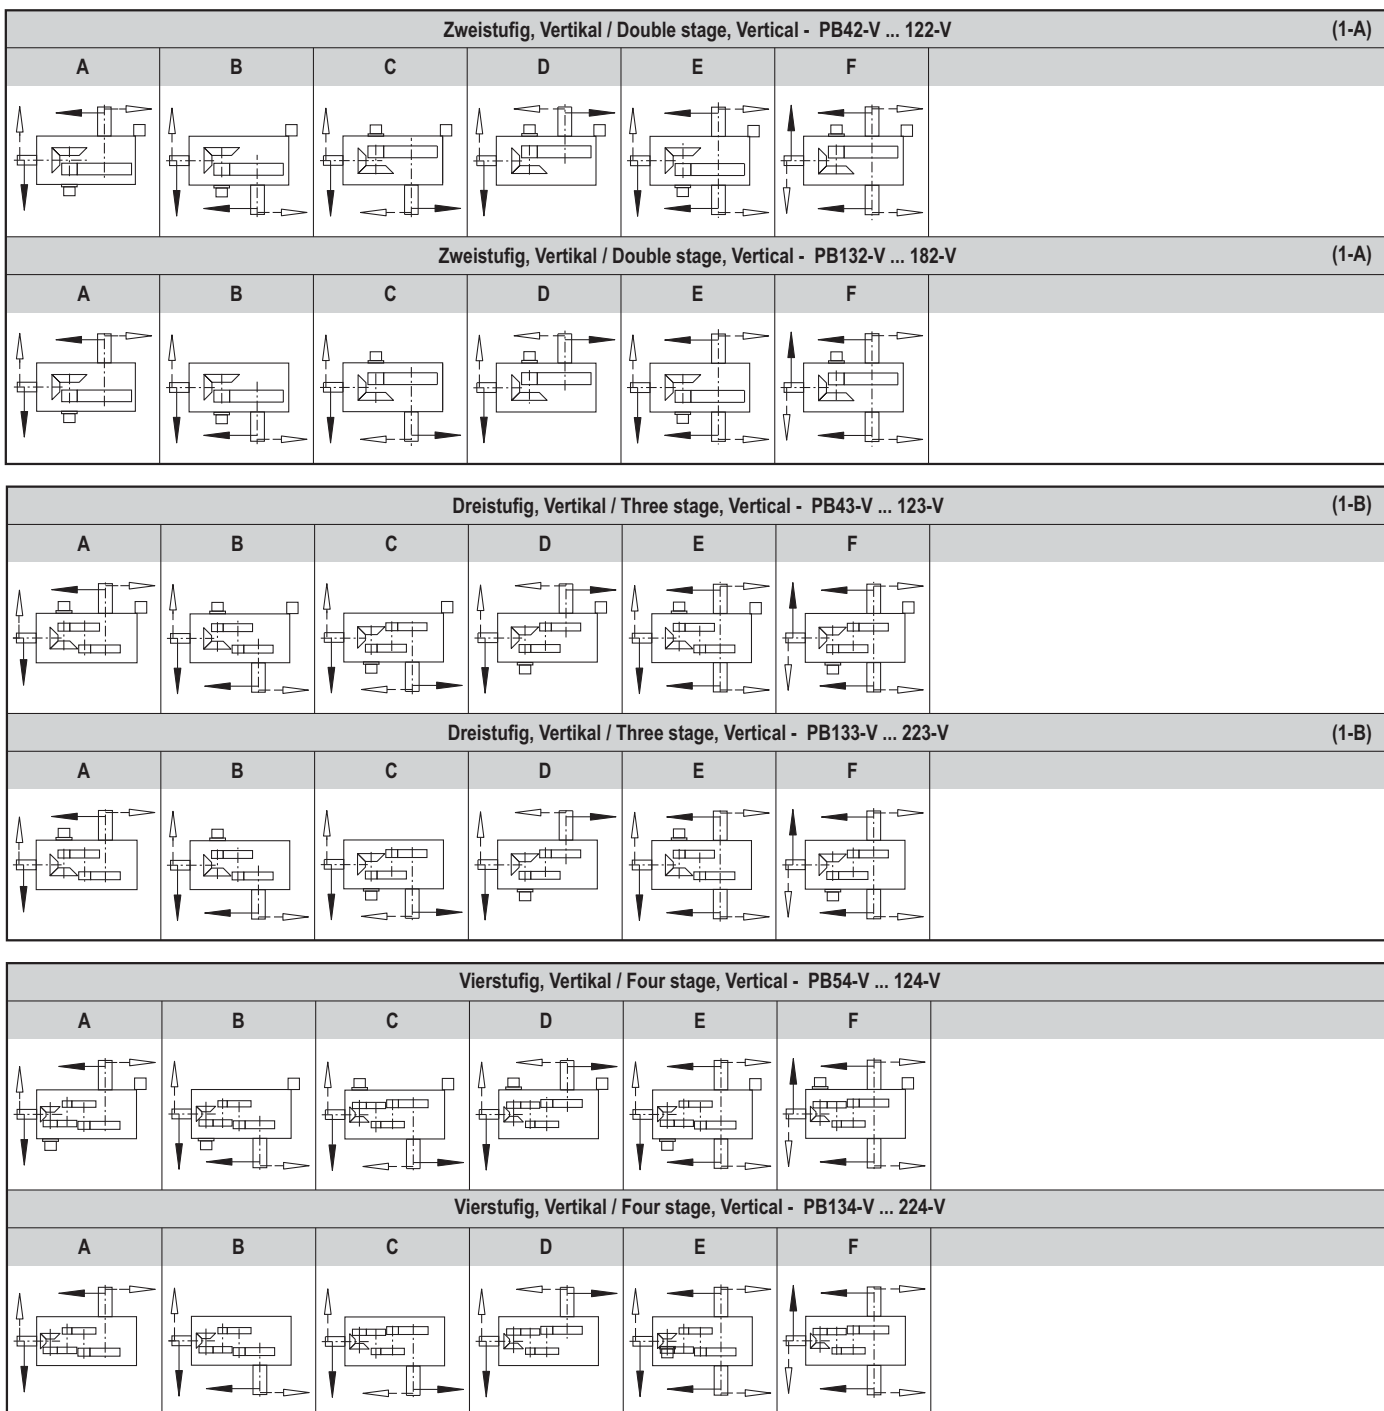 Zweistufig, Vertikal / Double stage, Vertical - PB42-V ... 122-V (1-A)
A B C D E F
Zweistufig, Vertikal / Double stage, Vertical - PB132-V ... 182-V (1-A)
A B C D E F
Dreistufig, Vertikal / Three stage, Vertical - PB43-V ... 123-V (1-B)
A B C D E F
Dreistufig, Vertikal / Three stage, Vertical - PB133-V ... 223-V (1-B)
A B C D E F
Vierstufig, Vertikal / Four stage, Vertical - PB54-V ... 124-V
A B C D E F
Vierstufig, Vertikal / Four stage, Vertical - PB134-V ... 224-V
A B C D E F